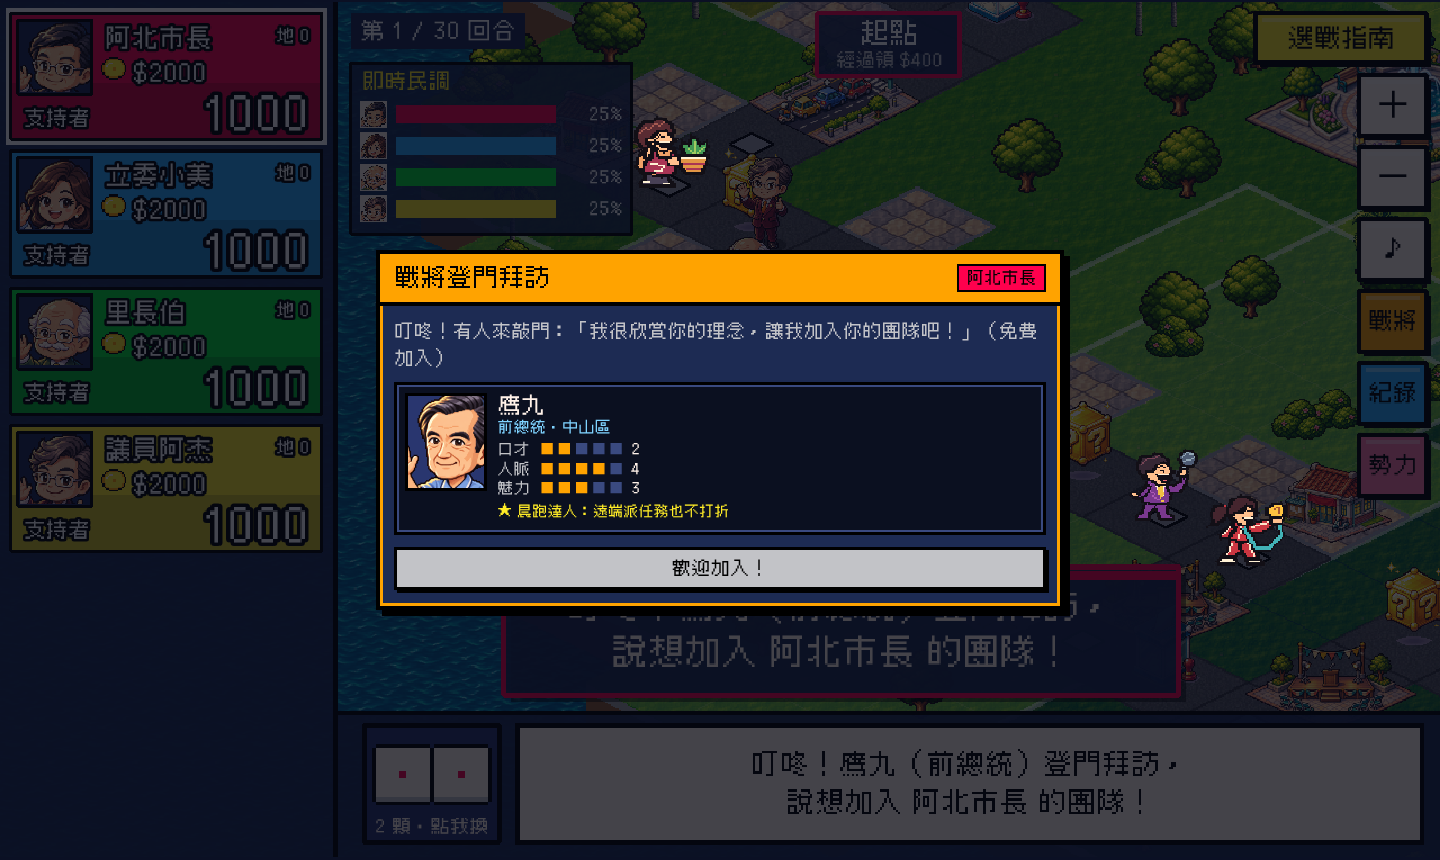 阿北市長
地0
$2000
支持者
1000
立委小美
地0
$2000
支持者
1000
里長伯
地0
$2000
支持者
1000
議員阿杰
地0
$2000
支持者
1000
第 1 / 30 回合
即時民調
25%
25%
25%
25%
起點
經過領 $400
選戰指南
+
−
♪
戰將
紀錄
勢力
戰將登門拜訪
阿北市長
叮咚！有人來敲門：「我很欣賞你的理念，讓我加入你的團隊吧！」（免費
加入）
鷹九
前總統・中山區
口才 2
人脈 4
魅力 3
★ 晨跑達人：遠端派任務也不打折
歡迎加入！
說想加入 阿北市長 的團隊！
2 顆・點我換
叮咚！鷹九（前總統）登門拜訪，
說想加入 阿北市長 的團隊！